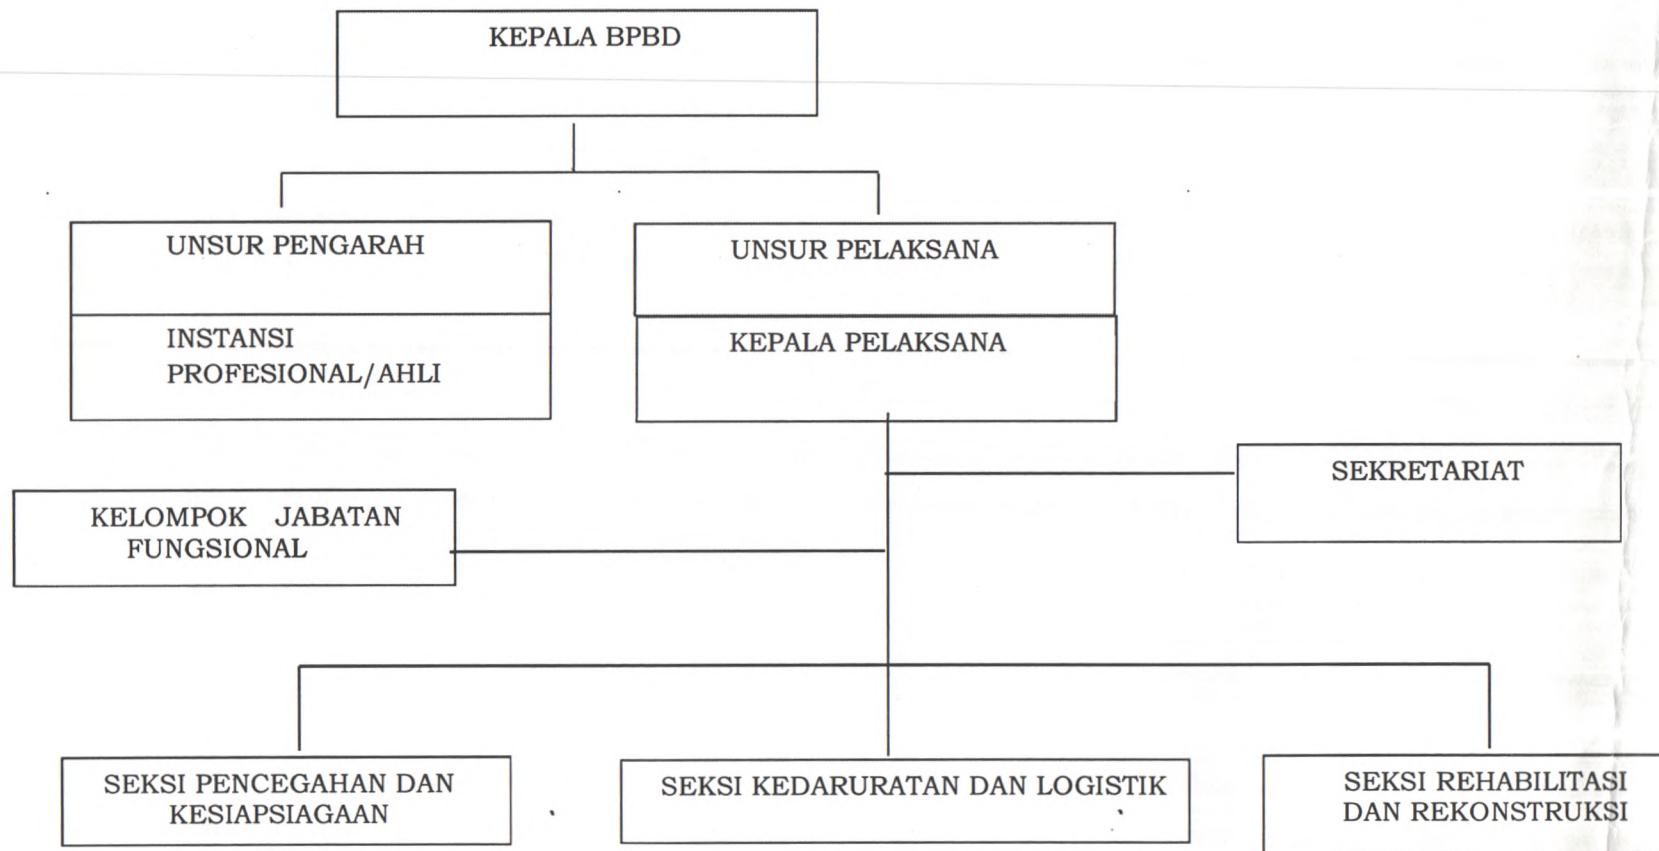 KEPALA BPBD
UNSUR PENGARAH
INSTANSI
PROFESIONAL/AHLI
UNSUR PELAKSANA
KEPALA PELAKSANA
SEKRETARIAT
KELOMPOK JABATAN
FUNGSIONAL
SEKSI PENCEGAHAN DAN
KESIAPSIAGAAN
SEKSI KEDARURATAN DAN LOGISTIK
SEKSI REHABILITASI
DAN REKONSTRUKSI